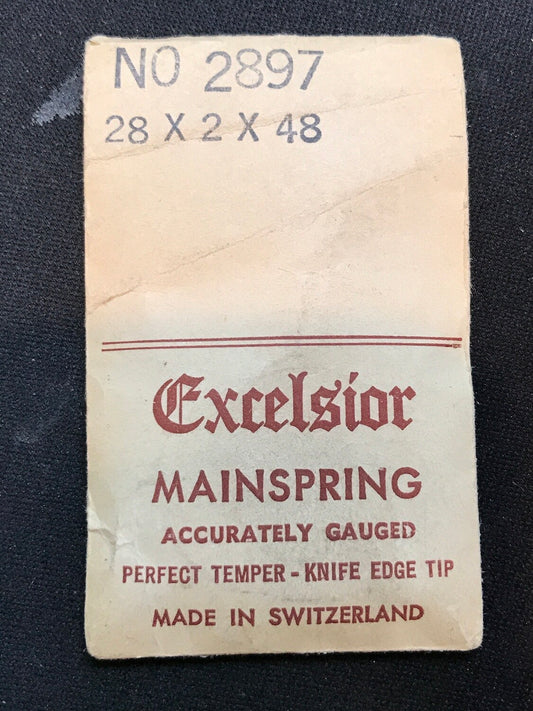 NO 2897
28 X 2 X 48
Excelsior
MAINSPRING
ACCURATELY GAUGED
PERFECT TEMPER - KNIFE EDGE TIP
MADE IN SWITZERLAND